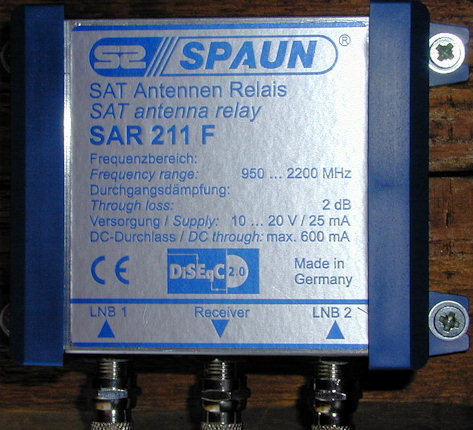 S2 SPAUN ®
SAT Antennen Relais
SAT antenna relay
SAR 211 F
Frequenzbereich:
Frequency range: 950 ... 2200 MHz
Durchgangsdämpfung:
Through loss: 2 dB
Versorgung / Supply: 10 ... 20 V / 25 mA
DC-Durchlass / DC through: max. 600 mA
CE DiSEqC 2.0 Made in
Germany
LNB 1 Receiver LNB 2